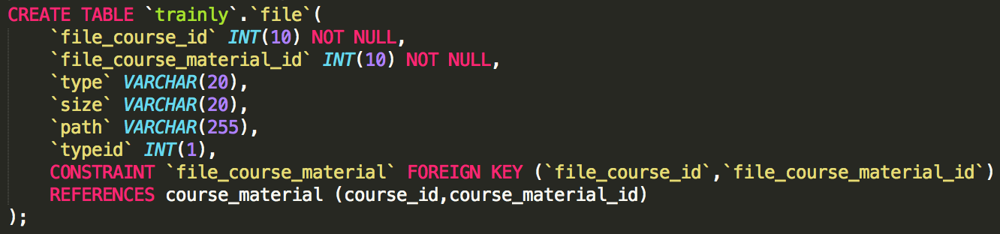 CREATE TABLE `trainly`.`file`(
`file_course_id` INT(10) NOT NULL,
`file_course_material_id` INT(10) NOT NULL,
`type` VARCHAR(20),
`size` VARCHAR(20),
`path` VARCHAR(255),
`typeid` INT(1),
CONSTRAINT `file_course_material` FOREIGN KEY (`file_course_id`,`file_course_material_id`)
REFERENCES course_material (course_id,course_material_id)
);